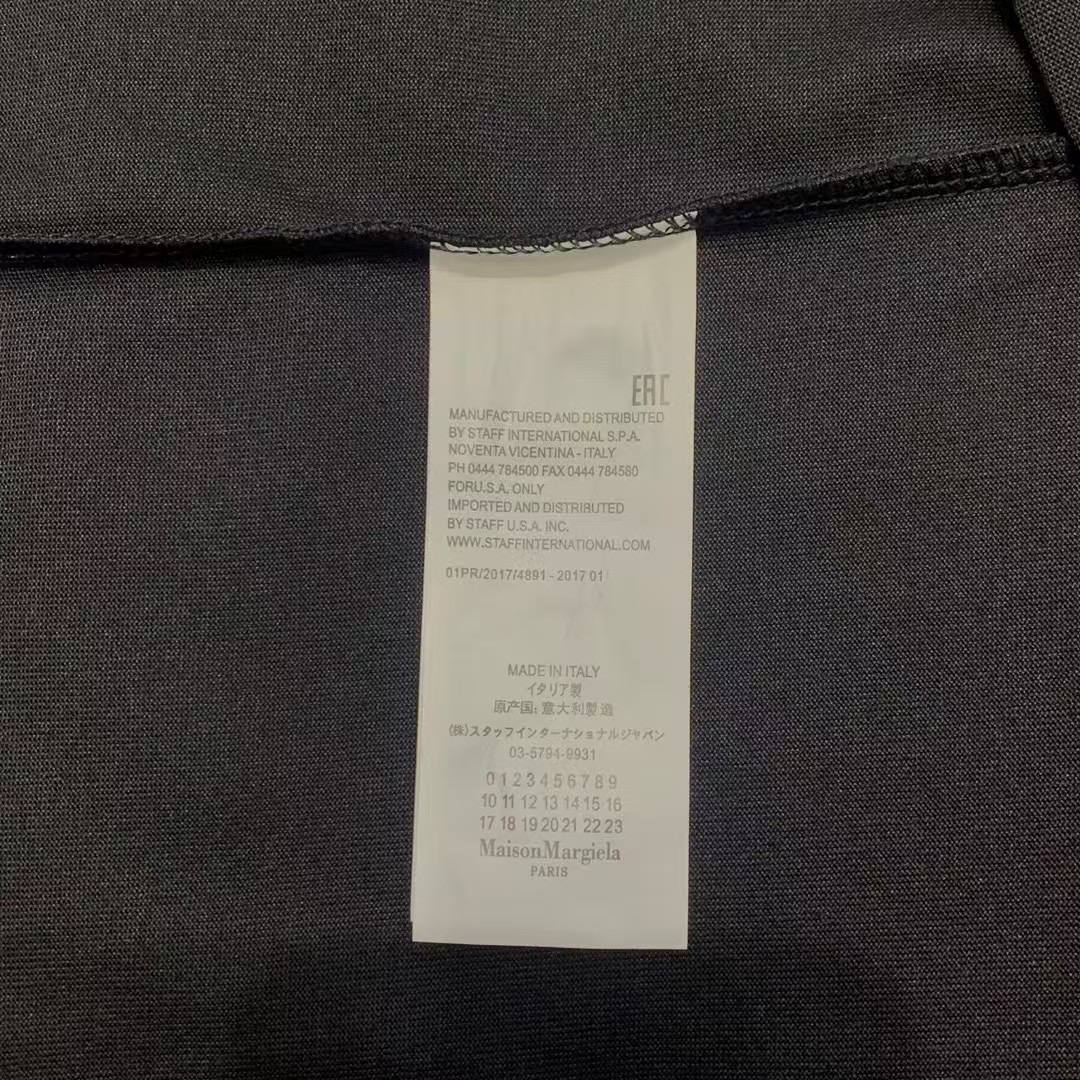 EAC
MANUFACTURED AND DISTRIBUTED
BY STAFF INTERNATIONAL S.P.A.
NOVENTA VICENTINA - ITALY
PH 0444 784500 FAX 0444 784580
FORU.S.A. ONLY
IMPORTED AND DISTRIBUTED
BY STAFF U.S.A. INC.
WWW.STAFFINTERNATIONAL.COM
01PR/2017/4891 - 2017 01
MADE IN ITALY
イタリア製
原产国: 意大利製造
(株)スタッフインターナショナルジャパン
03-5794-9931
0 1 2 3 4 5 6 7 8 9
10 11 12 13 14 15 16
17 18 19 20 21 22 23
Maison Margiela
PARIS